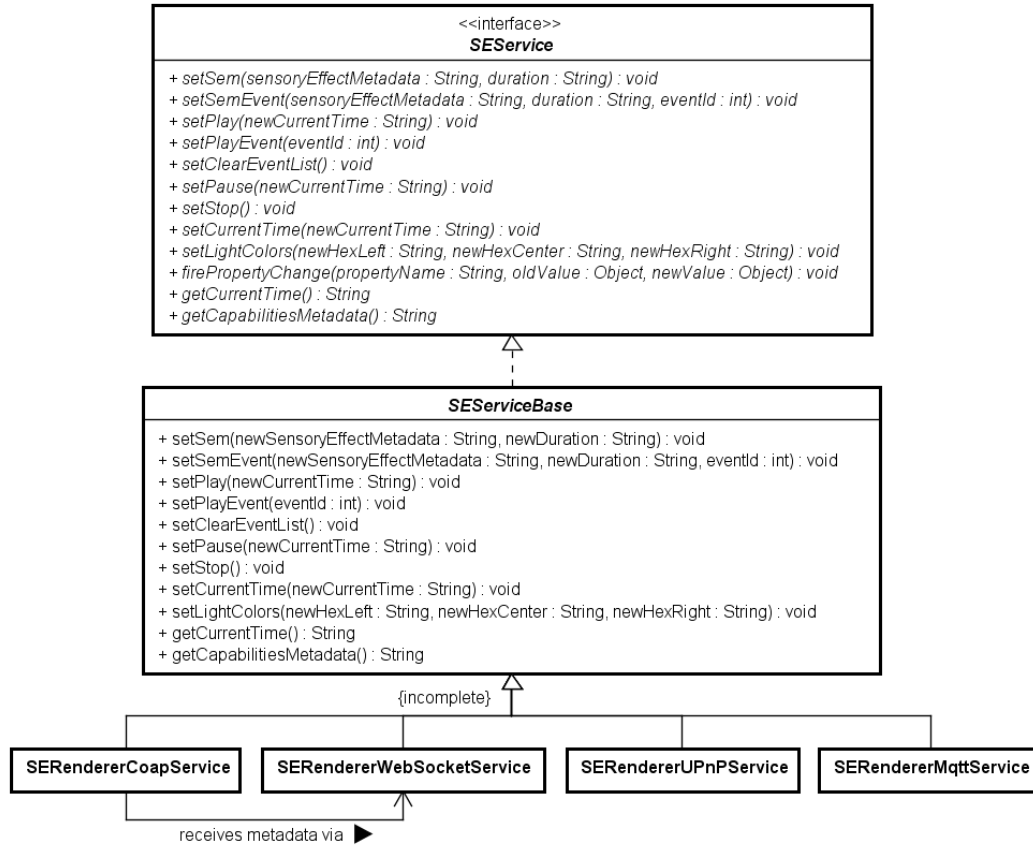 <<interface>>
SEService
+ setSem(sensoryEffectMetadata : String, duration : String) : void
+ setSemEvent(sensoryEffectMetadata : String, duration : String, eventId : int) : void
+ setPlay(newCurrentTime : String) : void
+ setPlayEvent(eventId : int) : void
+ setClearEventList() : void
+ setPause(newCurrentTime : String) : void
+ setStop() : void
+ setCurrentTime(newCurrentTime : String) : void
+ setLightColors(newHexLeft : String, newHexCenter : String, newHexRight : String) : void
+ firePropertyChange(propertyName : String, oldValue : Object, newValue : Object) : void
+ getCurrentTime() : String
+ getCapabilitiesMetadata() : String
SEServiceBase
+ setSem(newSensoryEffectMetadata : String, newDuration : String) : void
+ setSemEvent(newSensoryEffectMetadata : String, newDuration : String, eventId : int) : void
+ setPlay(newCurrentTime : String) : void
+ setPlayEvent(eventId : int) : void
+ setClearEventList() : void
+ setPause(newCurrentTime : String) : void
+ setStop() : void
+ setCurrentTime(newCurrentTime : String) : void
+ setLightColors(newHexLeft : String, newHexCenter : String, newHexRight : String) : void
+ getCurrentTime() : String
+ getCapabilitiesMetadata() : String
{incomplete}
SERendererCoapService
SERendererWebSocketService
SERendererUPnPService
SERendererMqttService
receives metadata via